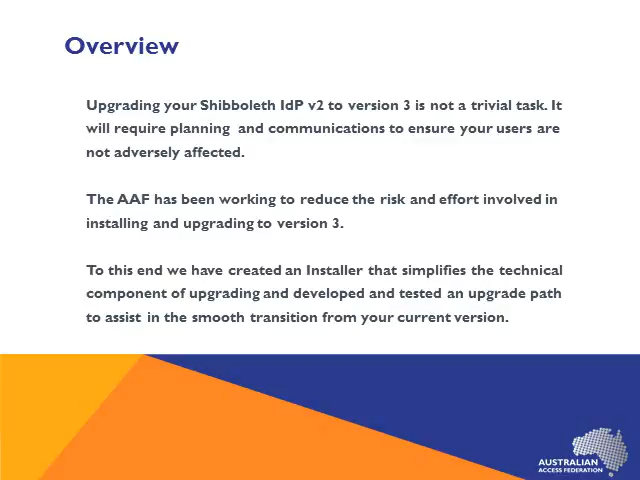 Overview
Upgrading your Shibboleth IdP v2 to version 3 is not a trivial task. It
will require planning and communications to ensure your users are
not adversely affected.
The AAF has been working to reduce the risk and effort involved in
installing and upgrading to version 3.
To this end we have created an Installer that simplifies the technical
component of upgrading and developed and tested an upgrade path
to assist in the smooth transition from your current version.
AUSTRALIAN
ACCESS FEDERATION